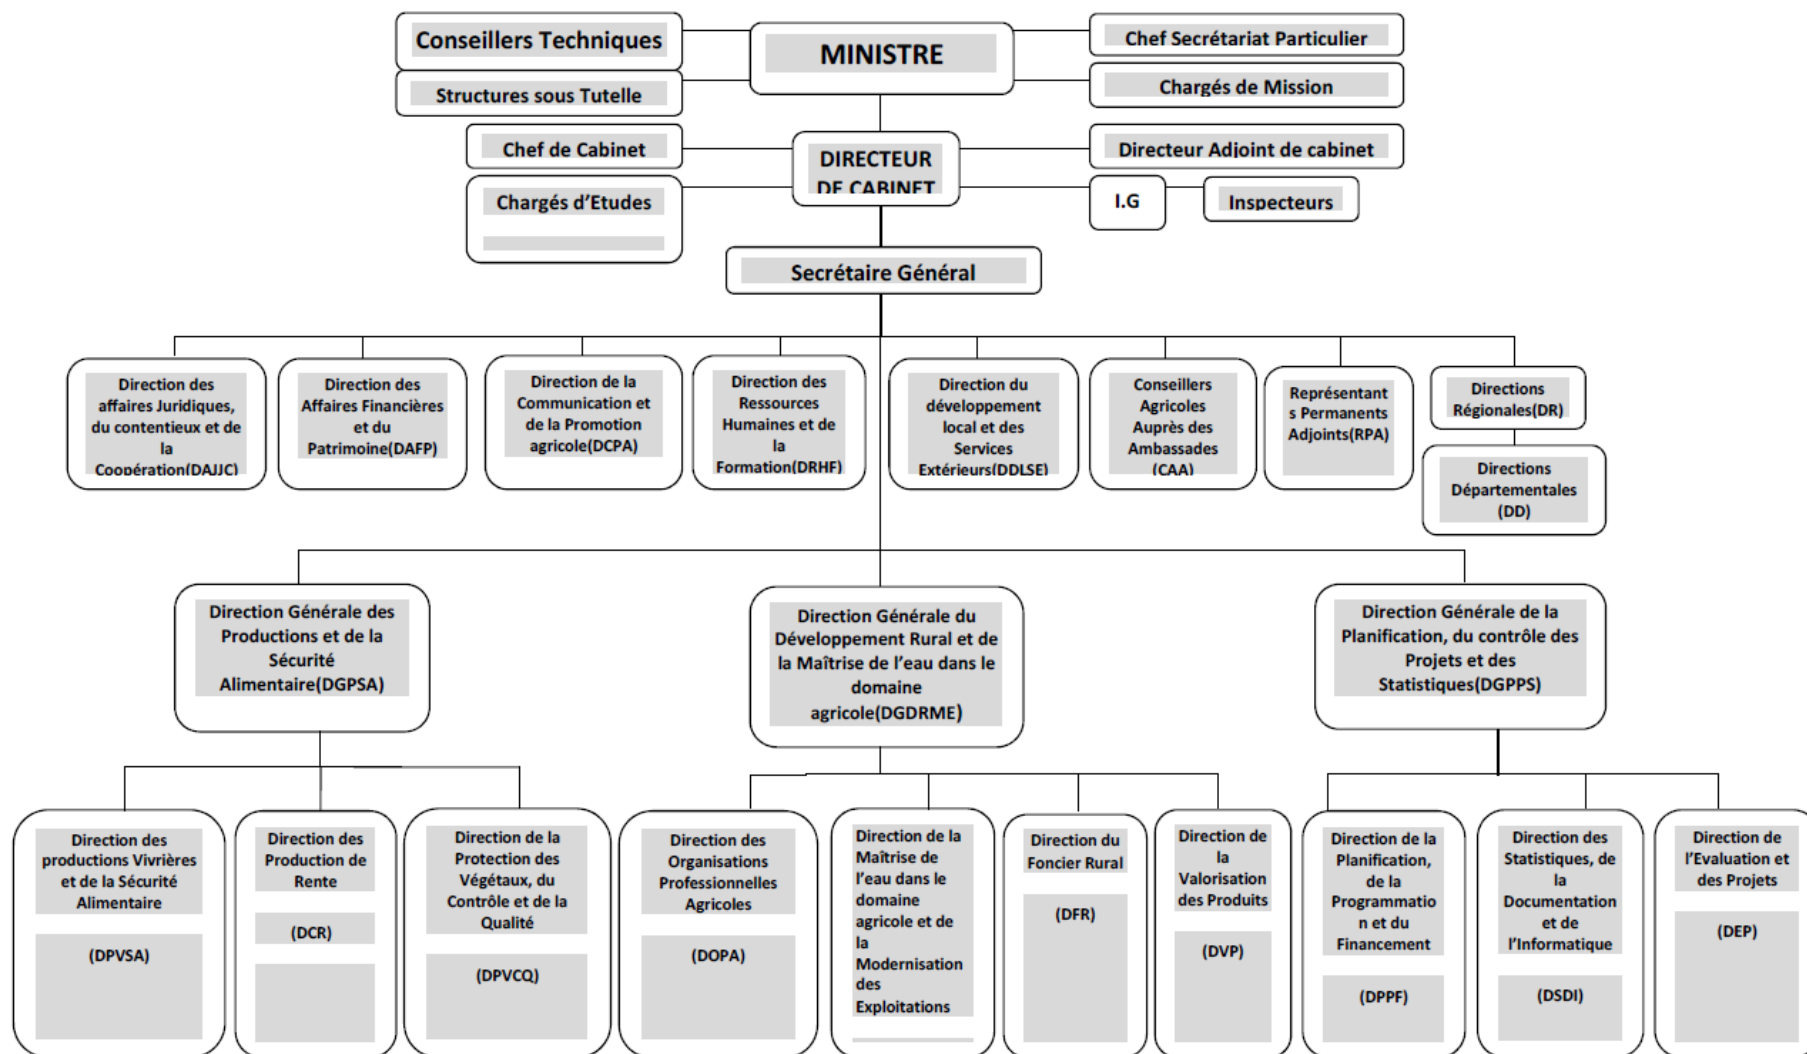 Conseillers Techniques
MINISTRE
Chef Secrétariat Particulier
Structures sous Tutelle
Chargés de Mission
Chef de Cabinet
DIRECTEUR
DE CABINET
Directeur Adjoint de cabinet
Chargés d’Etudes
I.G
Inspecteurs
Secrétaire Général
Direction des
affaires Juridiques,
du contentieux et de
la
Coopération(DAJJC)
Direction des
Affaires Financières
et du
Patrimoine(DAFP)
Direction de la
Communication et
de la Promotion
agricole(DCPA)
Direction des
Ressources
Humaines et de
la
Formation(DRHF)
Direction du
développement
local et des
Services
Extérieurs(DDLSE)
Conseillers
Agricoles
Auprès des
Ambassades
(CAA)
Représentant
s Permanents
Adjoints(RPA)
Directions
Régionales(DR)
Directions
Départementales
(DD)
Direction Générale des
Productions et de la
Sécurité
Alimentaire(DGPSA)
Direction Générale du
Développement Rural et de
la Maîtrise de l’eau dans le
domaine
agricole(DGDRME)
Direction Générale de la
Planification, du contrôle des
Projets et des
Statistiques(DGPPS)
Direction des
productions Vivrières
et de la Sécurité
Alimentaire
(DPVSA)
Direction des
Production de
Rente
(DCR)
Direction de la
Protection des
Végétaux, du
Contrôle et de la
Qualité
(DPVCQ)
Direction des
Organisations
Professionnelles
Agricoles
(DOPA)
Direction de la
Maîtrise de
l’eau dans le
domaine
agricole et de
la
Modernisation
des
Exploitations
Direction du
Foncier Rural
(DFR)
Direction de
la
Valorisation
des Produits
(DVP)
Direction de la
Planification,
de la
Programmatio
n et du
Financement
(DPPF)
Direction des
Statistiques, de
la
Documentation
et de
l’Informatique
(DSDI)
Direction de
l’Evaluation et
des Projets
(DEP)